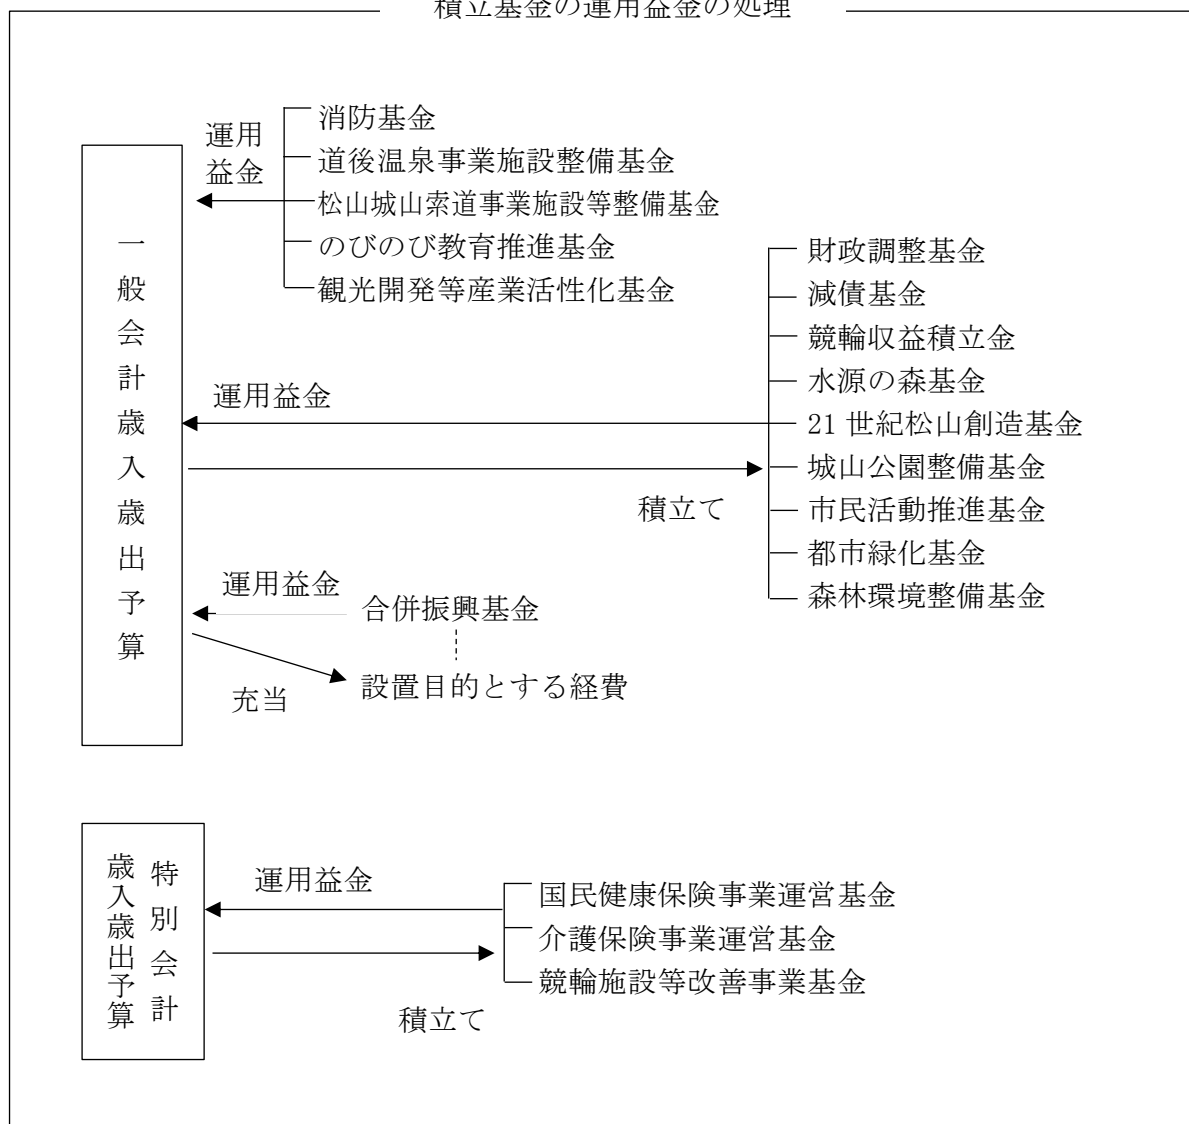 積立基金の運用益金の処理
運用
益金
消防基金
道後温泉事業施設整備基金
松山城山索道事業施設等整備基金
のびのび教育推進基金
観光開発等産業活性化基金
一般会計歳入歳出予算
財政調整基金
減債基金
競輪収益積立金
水源の森基金
21 世紀松山創造基金
城山公園整備基金
市民活動推進基金
都市緑化基金
森林環境整備基金
運用益金
積立て
運用益金
合併振興基金
充当
設置目的とする経費
特別会計
歳入歳出予算
運用益金
国民健康保険事業運営基金
介護保険事業運営基金
競輪施設等改善事業基金
積立て